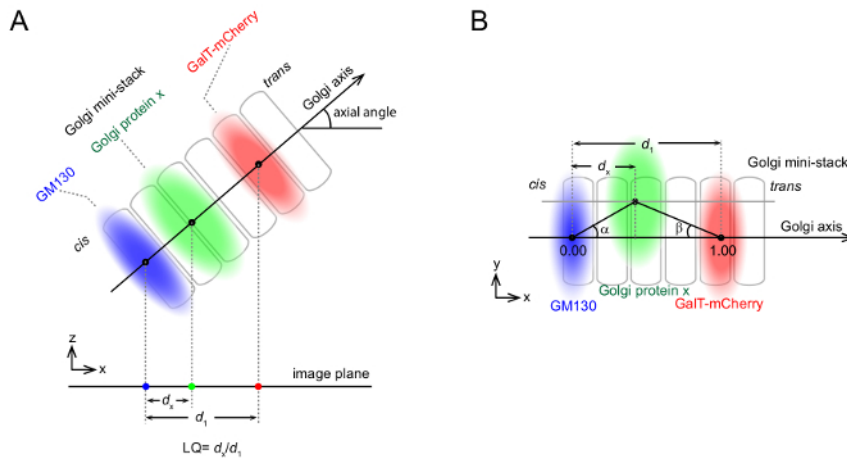 A
GalT-mCherry
trans
Golgi axis
axial angle
Golgi mini-stack
Golgi protein x
GM130
cis
z
x
image plane
dx
d1
LQ= dx/d1
B
d1
dx
Golgi mini-stack
cis
trans
α
β
Golgi axis
0.00
1.00
y
x
Golgi protein x
GM130
GalT-mCherry